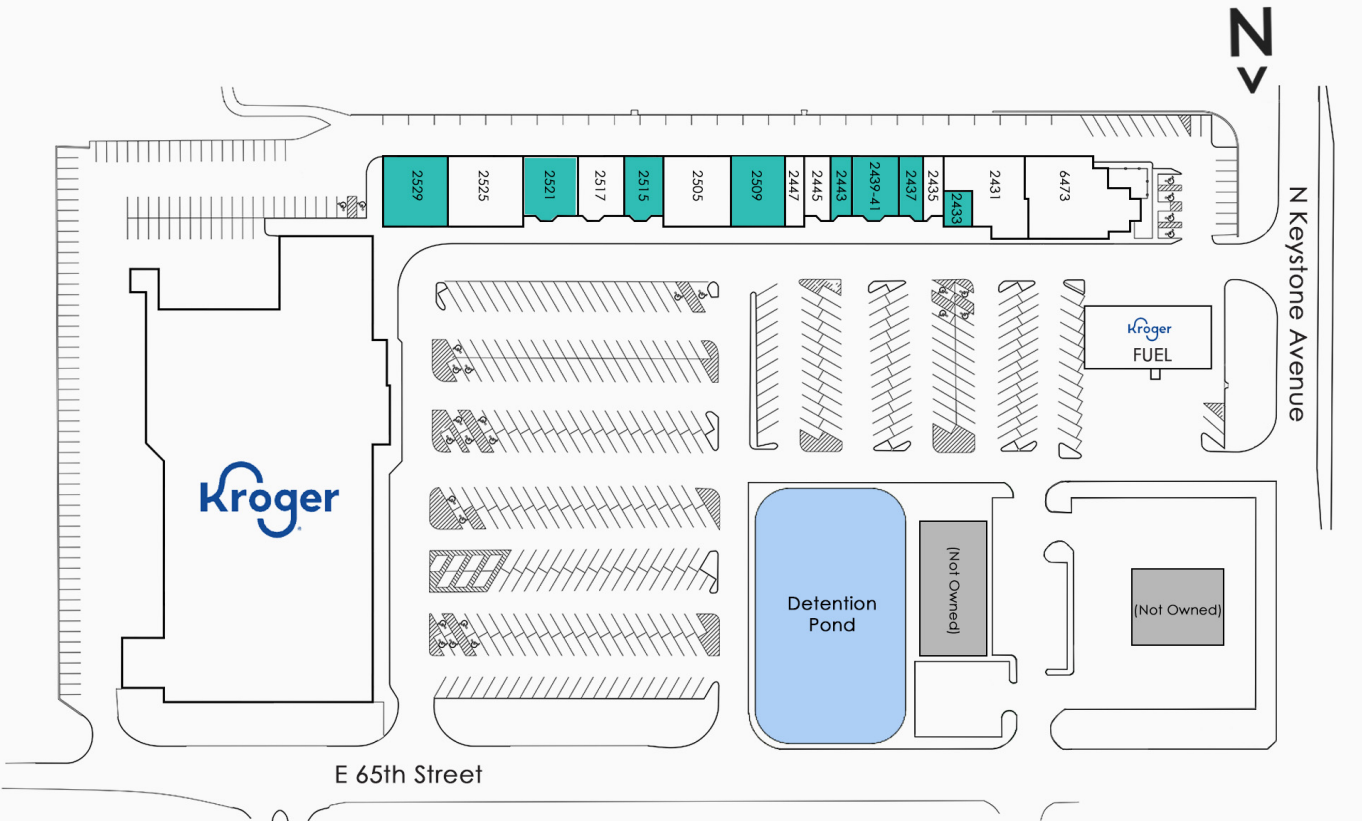 N
2529
2525
2521
2517
2515
2505
2509
2447
2445
2443
2439-41
2437
2435
2433
2431
6473
N Keystone Avenue
Kroger
FUEL
Kroger
Detention
Pond
(Not Owned)
(Not Owned)
E 65th Street